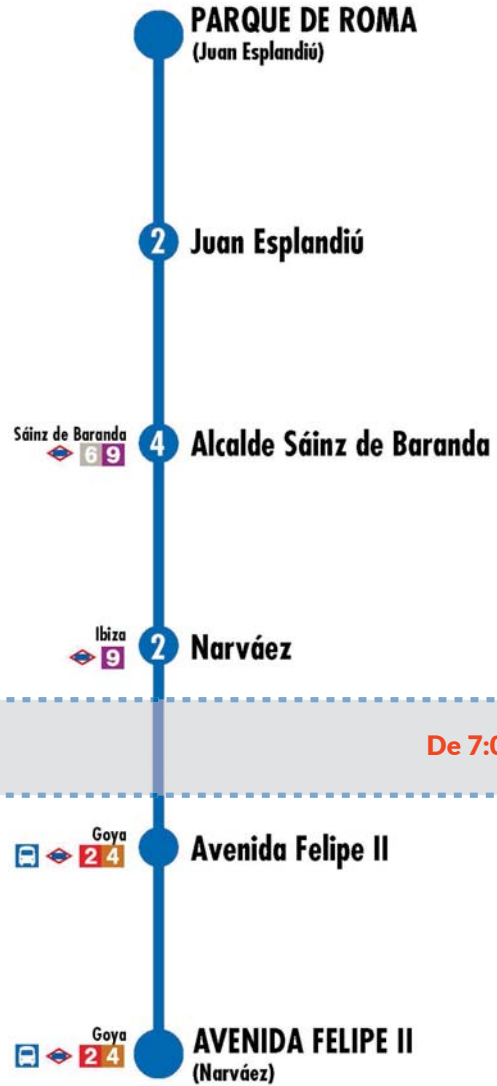 PARQUE DE ROMA
(Juan Esplandiú)
2 Juan Esplandiú
Sáinz de Baranda
6 9
4 Alcalde Sáinz de Baranda
Ibiza
9
2 Narváez
De 7:0
Goya
2 4
Avenida Felipe II
Goya
2 4
AVENIDA FELIPE II
(Narváez)